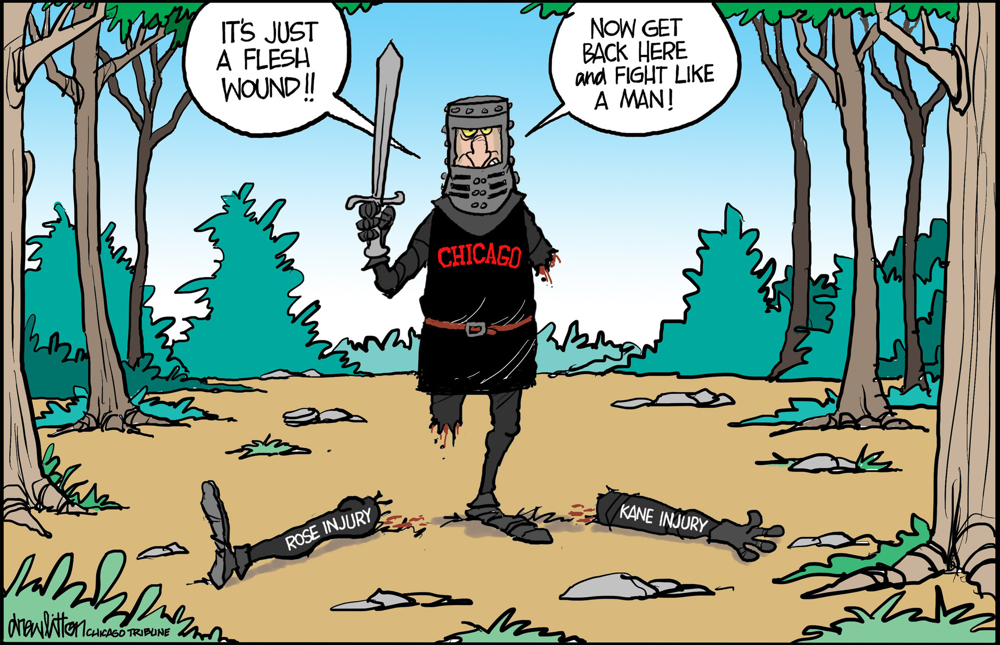 IT'S JUST
A FLESH
WOUND!!
NOW GET
BACK HERE
and FIGHT LIKE
A MAN!
CHICAGO
ROSE INJURY
KANE INJURY
drewlitton CHICAGO TRIBUNE